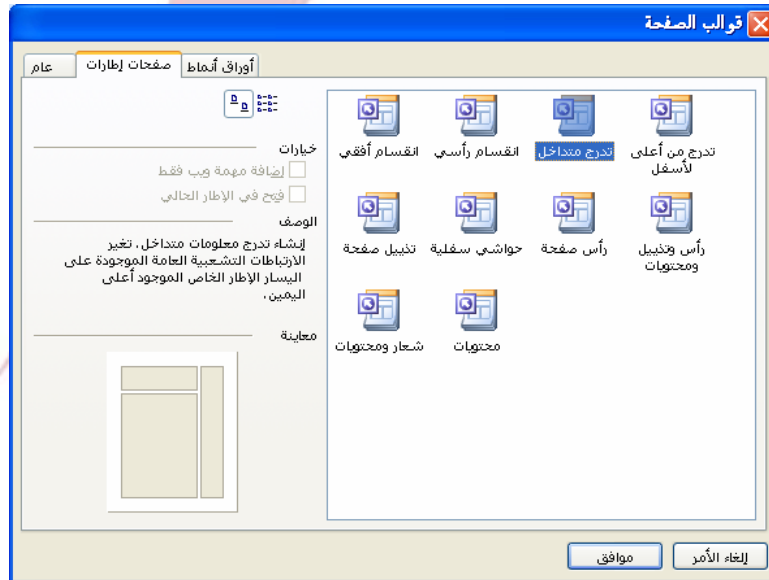 قوالب الصفحة
عام
صفحات إطارات
أوراق أنماط
تدرج من أعلى لأسفل
تدرج متداخل
انقسام رأسي
انقسام أفقي
رأس وتذييل ومحتويات
رأس صفحة
حواشي سفلية
تذييل صفحة
محتويات
شعار ومحتويات
خيارات
إضافة مهمة ويب فقط
فتح في الإطار الحالي
الوصف
إنشاء تدرج معلومات متداخل. تغير
الارتباطات التشعبية العامة الموجودة على
اليسار الإطار الخاص الموجود أعلى
اليمين.
معاينة
موافق
إلغاء الأمر